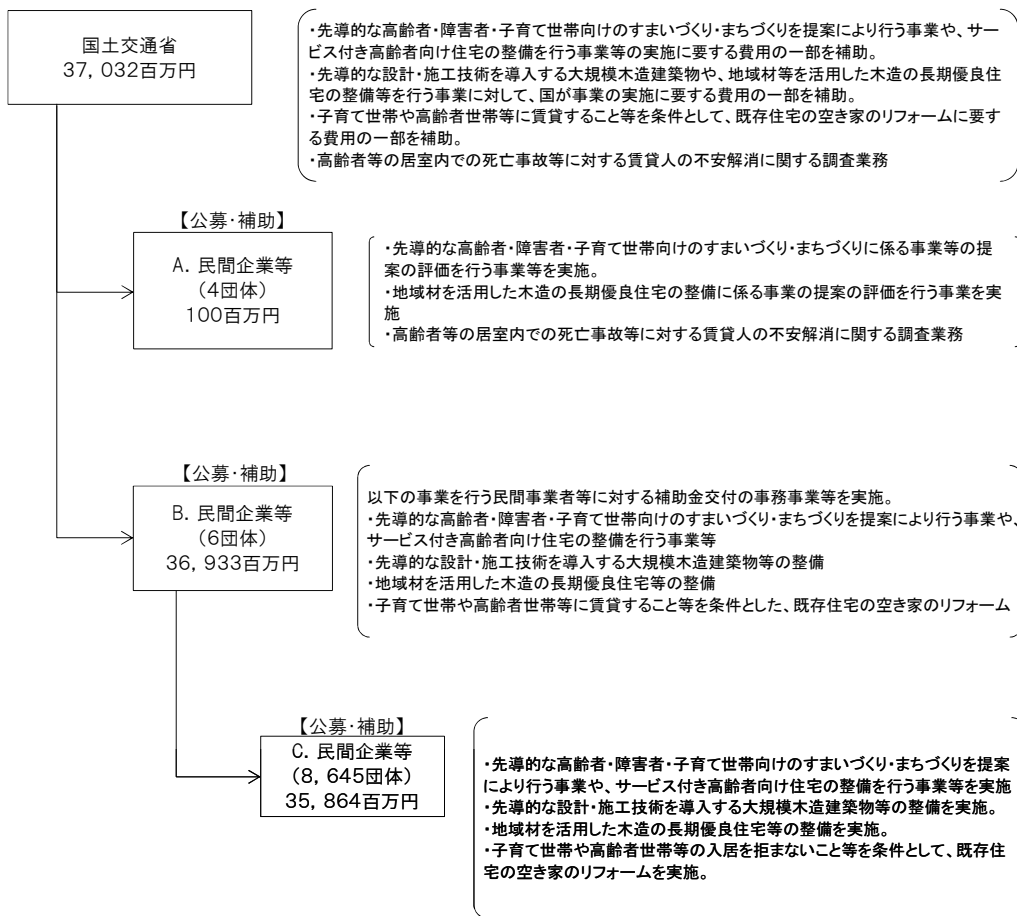 国土交通省
37,032百万円
・先導的な高齢者・障害者・子育て世帯向けのすまいづくり・まちづくりを提案により行う事業や、サー
ビス付き高齢者向け住宅の整備を行う事業等の実施に要する費用の一部を補助。
・先導的な設計・施工技術を導入する大規模木造建築物や、地域材等を活用した木造の長期優良住
宅の整備等を行う事業に対して、国が事業の実施に要する費用の一部を補助。
・子育て世帯や高齢者世帯等に賃貸すること等を条件として、既存住宅の空き家のリフォームに要す
る費用の一部を補助。
・高齢者等の居室内での死亡事故等に対する賃貸人の不安解消に関する調査業務
【公募・補助】
A. 民間企業等
(4団体)
100百万円
・先導的な高齢者・障害者・子育て世帯向けのすまいづくり・まちづくりに係る事業等の提
案の評価を行う事業等を実施。
・地域材を活用した木造の長期優良住宅の整備に係る事業の提案の評価を行う事業を実
施
・高齢者等の居室内での死亡事故等に対する賃貸人の不安解消に関する調査業務
【公募・補助】
B. 民間企業等
(6団体)
36,933百万円
以下の事業を行う民間事業者等に対する補助金交付の事務事業等を実施。
・先導的な高齢者・障害者・子育て世帯向けのすまいづくり・まちづくりを提案により行う事業や、
サービス付き高齢者向け住宅の整備を行う事業等
・先導的な設計・施工技術を導入する大規模木造建築物等の整備
・地域材を活用した木造の長期優良住宅等の整備
・子育て世帯や高齢者世帯等に賃貸すること等を条件とした、既存住宅の空き家のリフォーム
【公募・補助】
C. 民間企業等
(8,645団体)
35,864百万円
・先導的な高齢者・障害者・子育て世帯向けのすまいづくり・まちづくりを提案
により行う事業や、サービス付き高齢者向け住宅の整備を行う事業等を実施
・先導的な設計・施工技術を導入する大規模木造建築物等の整備を実施。
・地域材を活用した木造の長期優良住宅等の整備を実施。
・子育て世帯や高齢者世帯等の入居を拒まないこと等を条件として、既存住
宅の空き家のリフォームを実施。